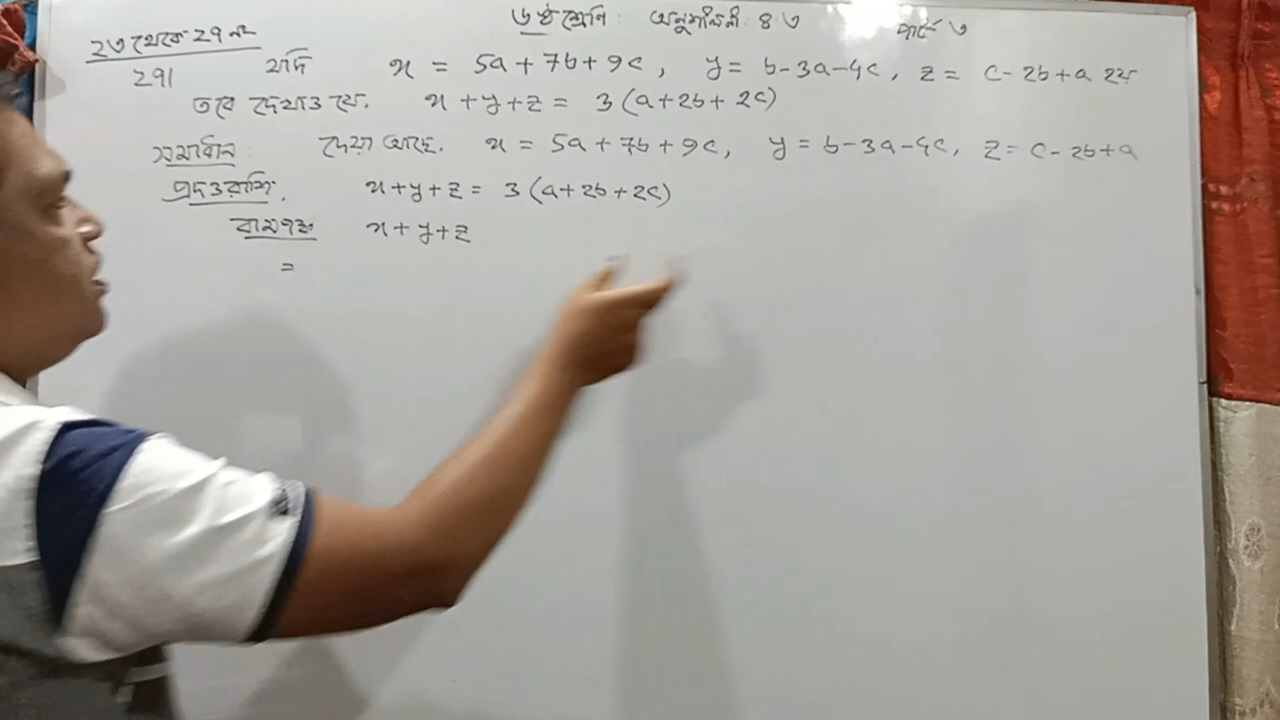 ৬ষ্ঠ শ্রেণি: অনুশীলনী: ৪.৩ পার্ট ৩
২৩ থেকে ২৭ নং
২৭। যদি x = 5a + 7b + 9c, y = b - 3a - 4c, z = c - 2b + a হয়
তবে দেখাও যে, x + y + z = 3 (a + 2b + 2c)
সমাধান: দেয়া আছে, x = 5a + 7b + 9c, y = b - 3a - 4c, z = c - 2b + a
প্রদত্তরাশি, x + y + z = 3 (a + 2b + 2c)
বামপক্ষ x + y + z
=